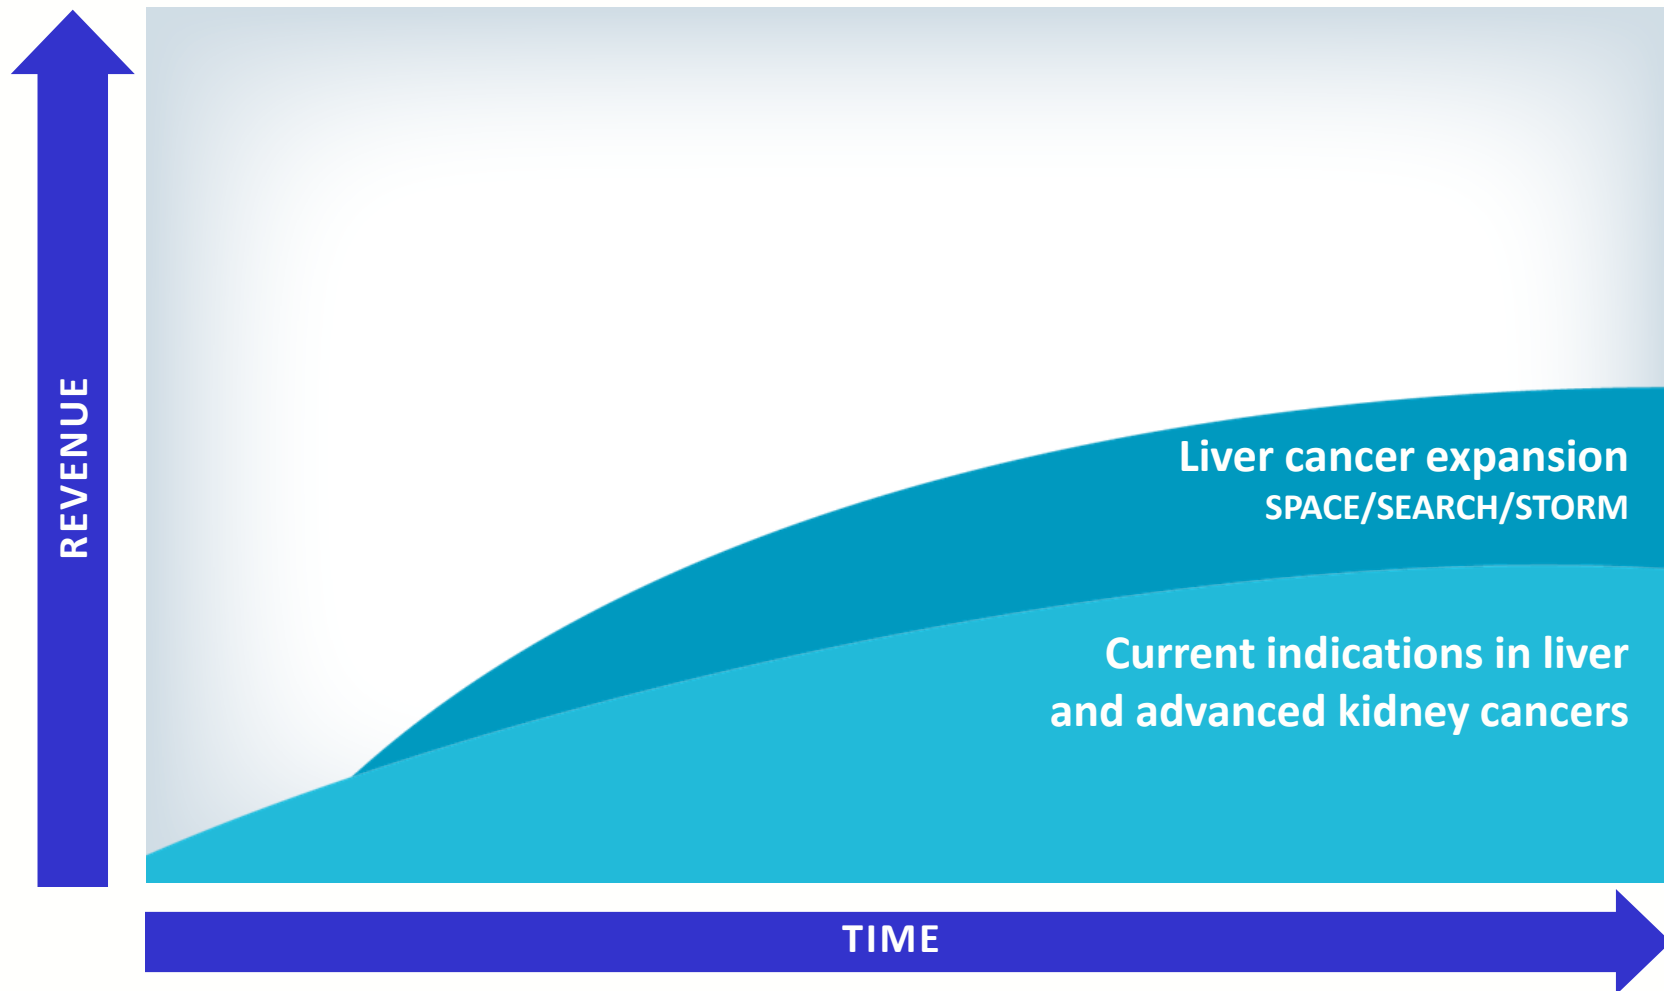 REVENUE
Liver cancer expansion
SPACE/SEARCH/STORM
Current indications in liver
and advanced kidney cancers
TIME